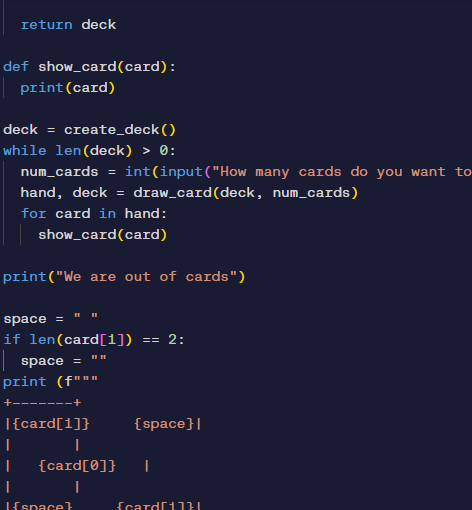 return deck
def show_card(card):
print(card)
deck = create_deck()
while len(deck) > 0:
num_cards = int(input("How many cards do you want to
hand, deck = draw_card(deck, num_cards)
for card in hand:
show_card(card)
print("We are out of cards")
space = " "
if len(card[1]) == 2:
space = ""
print (f"""
+-------+
|{card[1]}     {space}|
|       |
|   {card[0]}   |
|       |
|{space}     {card[1]}|